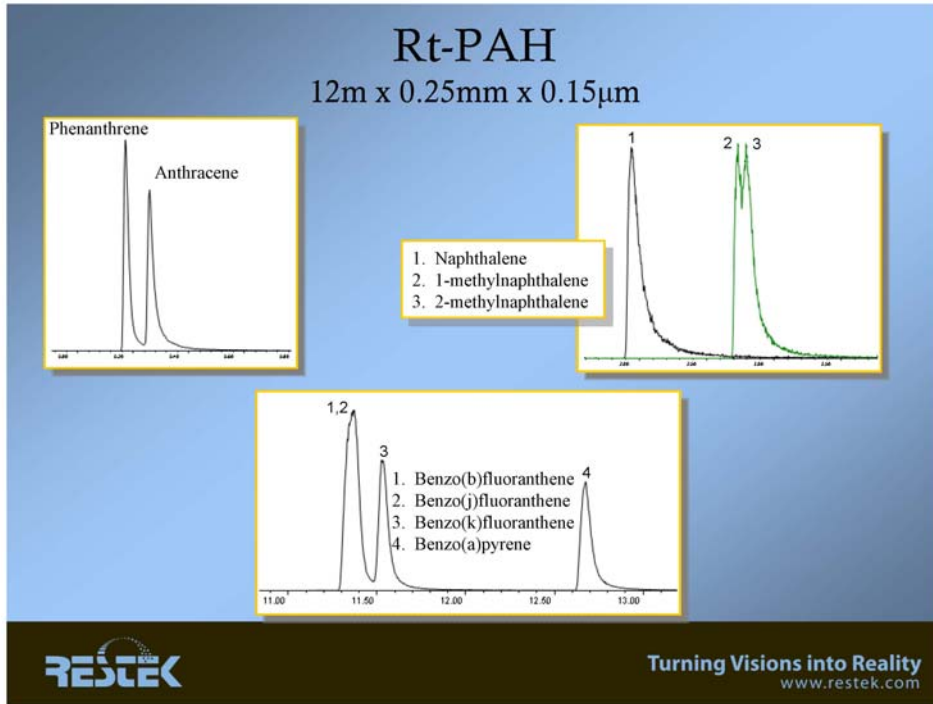 Rt-PAH
12m x 0.25mm x 0.15µm
Phenanthrene
Anthracene
1
2
3
1. Naphthalene
2. 1-methylnaphthalene
3. 2-methylnaphthalene
1,2
3
4
1. Benzo(b)fluoranthene
2. Benzo(j)fluoranthene
3. Benzo(k)fluoranthene
4. Benzo(a)pyrene
11.00 11.50 12.00 12.50 13.00
RESTEK
Turning Visions into Reality
www.restek.com